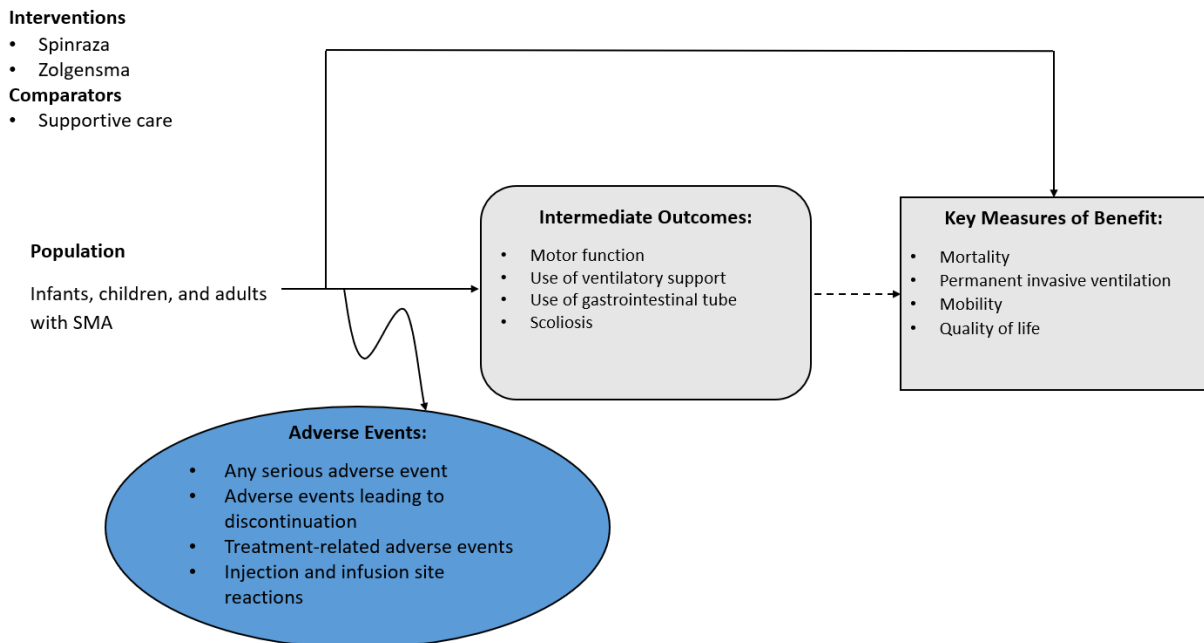 Interventions
• Spinraza
• Zolgensma
Comparators
• Supportive care
Population
Infants, children, and adults
with SMA
Intermediate Outcomes:
• Motor function
• Use of ventilatory support
• Use of gastrointestinal tube
• Scoliosis
Key Measures of Benefit:
• Mortality
• Permanent invasive ventilation
• Mobility
• Quality of life
Adverse Events:
• Any serious adverse event
• Adverse events leading to
discontinuation
• Treatment-related adverse events
• Injection and infusion site
reactions